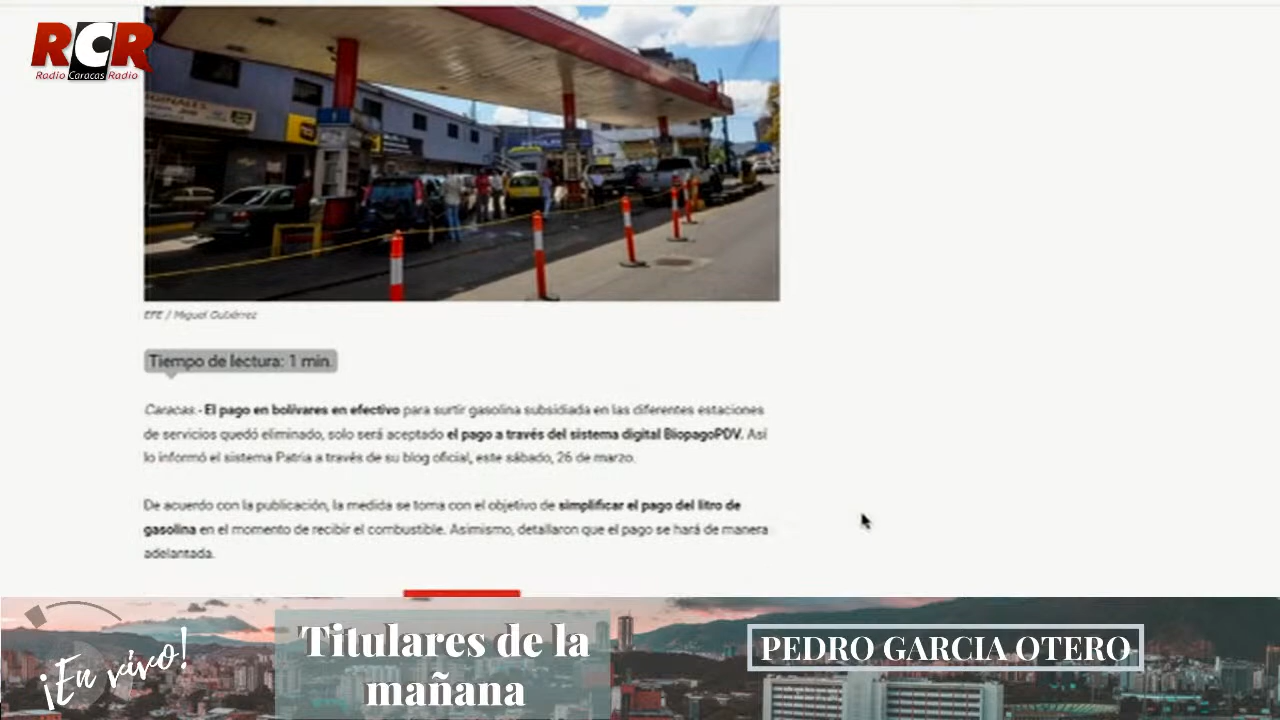 RCR
Radio Caracas Radio
GINALES
EFE / Miguel Gutiérrez
Tiempo de lectura: 1 min.
Caracas.- El pago en bolívares en efectivo para surtir gasolina subsidiada en las diferentes estaciones
de servicios quedó eliminado, solo será aceptado el pago a través del sistema digital BiopagoPDV. Así
lo informó el sistema Patria a través de su blog oficial, este sábado, 26 de marzo.
De acuerdo con la publicación, la medida se toma con el objetivo de simplificar el pago del litro de
gasolina en el momento de recibir el combustible. Asimismo, detallaron que el pago se hará de manera
adelantada.
¡En vivo!
Titulares de la
mañana
PEDRO GARCIA OTERO